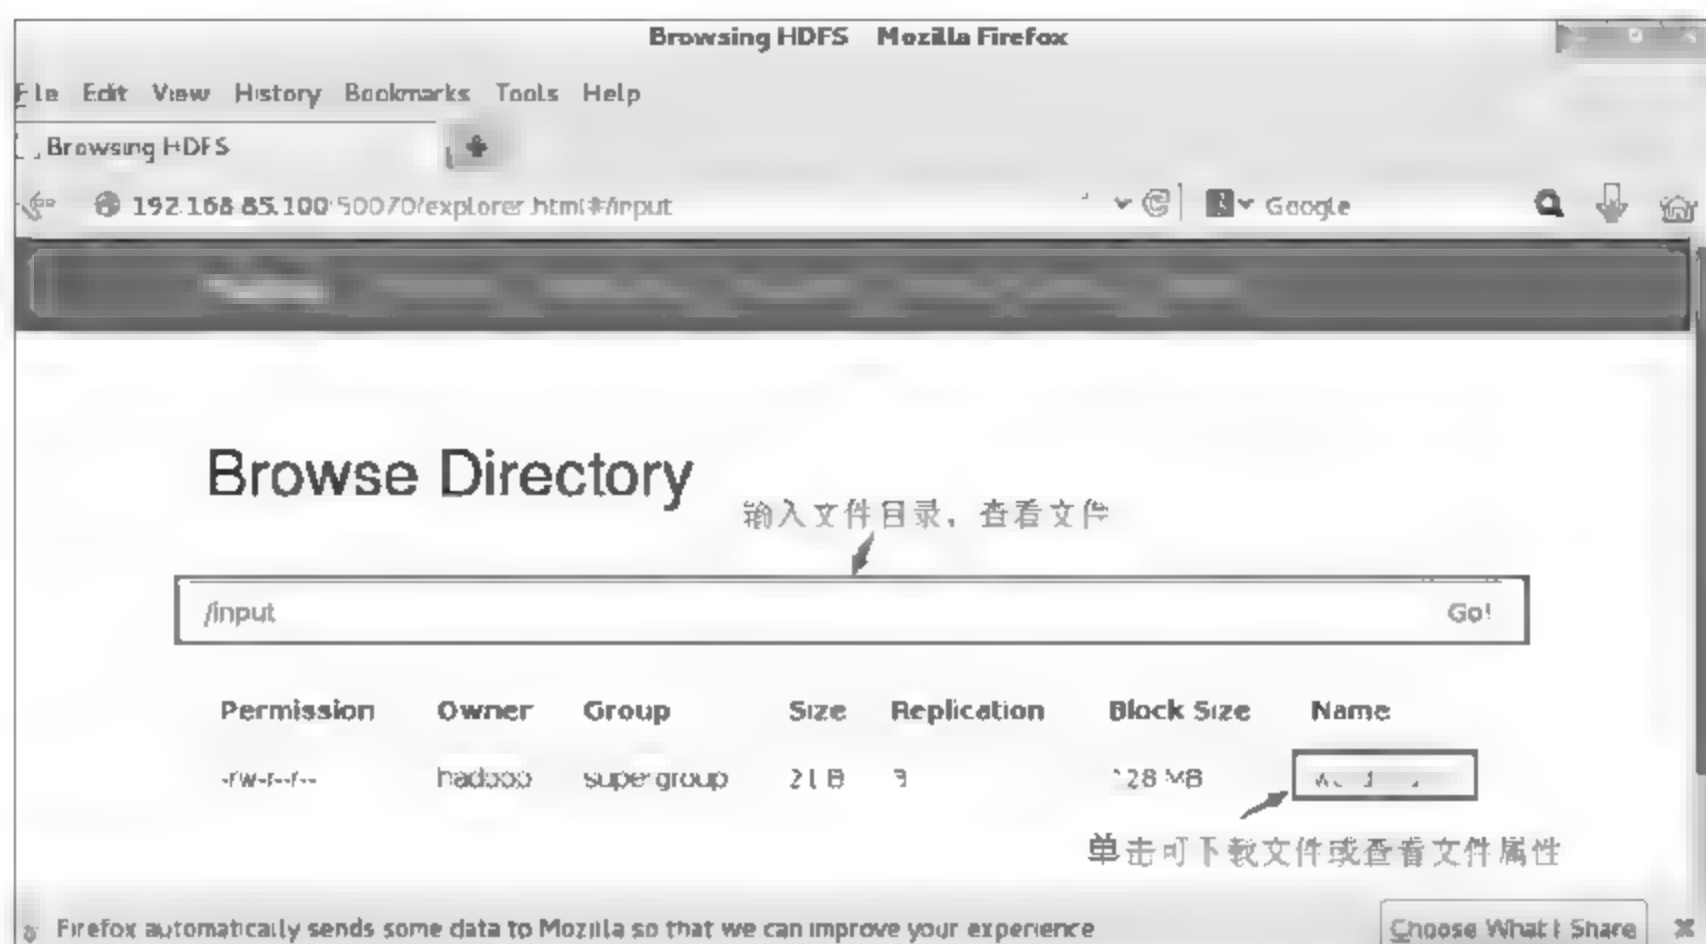 Browsing HDFS Mozilla Firefox
File Edit View History Bookmarks Tools Help
Browsing HDFS
192.168.85.100:50070/explorer.html#/input
Google
Browse Directory
输入文件目录，查看文件
/input Go!
Permission Owner Group Size Replication Block Size Name
-rw-r--r-- hadoop supergroup 21 B 3 128 MB
单击可下载文件或查看文件属性
Firefox automatically sends some data to Mozilla so that we can improve your experience
Choose What I Share